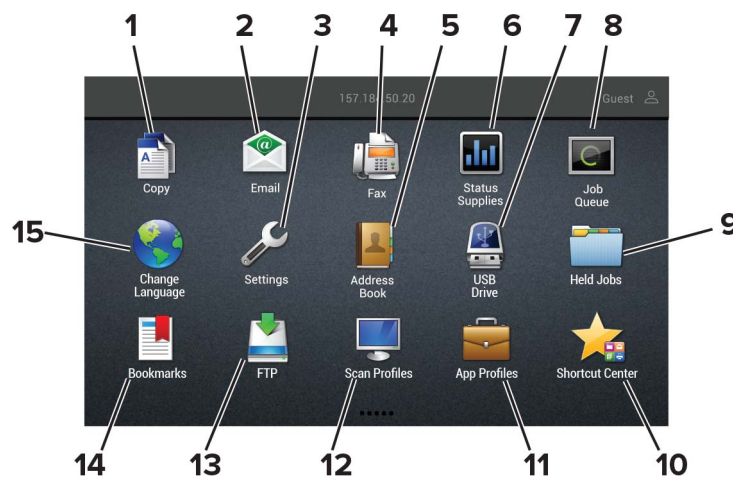 1 2 3 4 5 6 7 8
157.184.50.20 Guest
A @
Copy Email Fax Status Supplies Job Queue
15 9
Change Language Settings Address Book USB Drive Held Jobs
Bookmarks FTP Scan Profiles App Profiles Shortcut Center
14 13 12 11 10